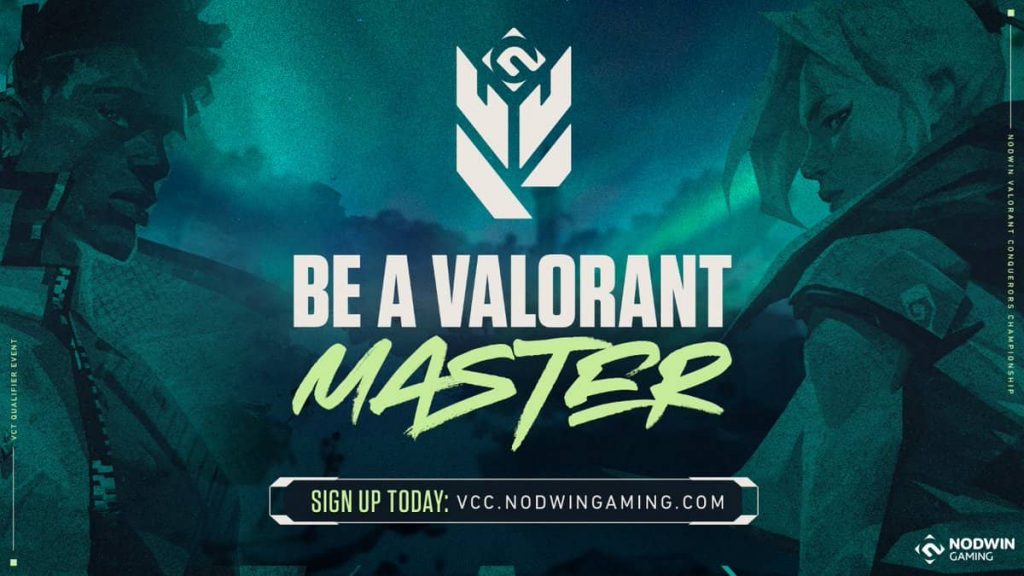 BE A VALORANT
MASTER
SIGN UP TODAY: VCC.NODWINGAMING.COM
VCT QUALIFIER EVENT
NODWIN VALORANT CONQUERORS CHAMPIONSHIP
NODWIN
GAMING